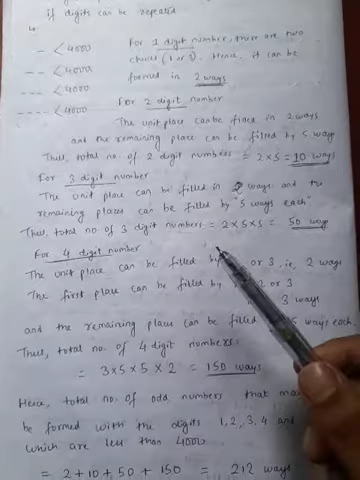 if digits can be repeated
- - < 4000
For 1 digit number, there are two
choices (1 or 3). Hence, it can be
formed in 2 ways
- - - < 4000
- - - - < 4000
< 4000
For 2 digit number
The unit place can be filled in 2 ways
and the remaining place can be filled by 5 ways
Thus, total no. of 2 digit numbers = 2 × 5 = 10 ways
For 3 digit number
The unit place can be filled in 2 ways and the
remaining places can be filled by 5 ways each
Thus, total no of 3 digit numbers = 2 × 5 × 5 = 50 ways
For 4 digit number
The unit place can be filled by or 3, i.e, 2 ways
The first place can be filled by 2 or 3
3 ways
and the remaining place can be filled 5 ways each.
Thus, total no. of 4 digit numbers:
= 3 × 5 × 5 × 2 = 150 ways
Hence, total no. of odd numbers that
be formed with the digits 1, 2, 3, 4 and
which are less than 4000
= 2 + 10 + 50 + 150 = 212 ways